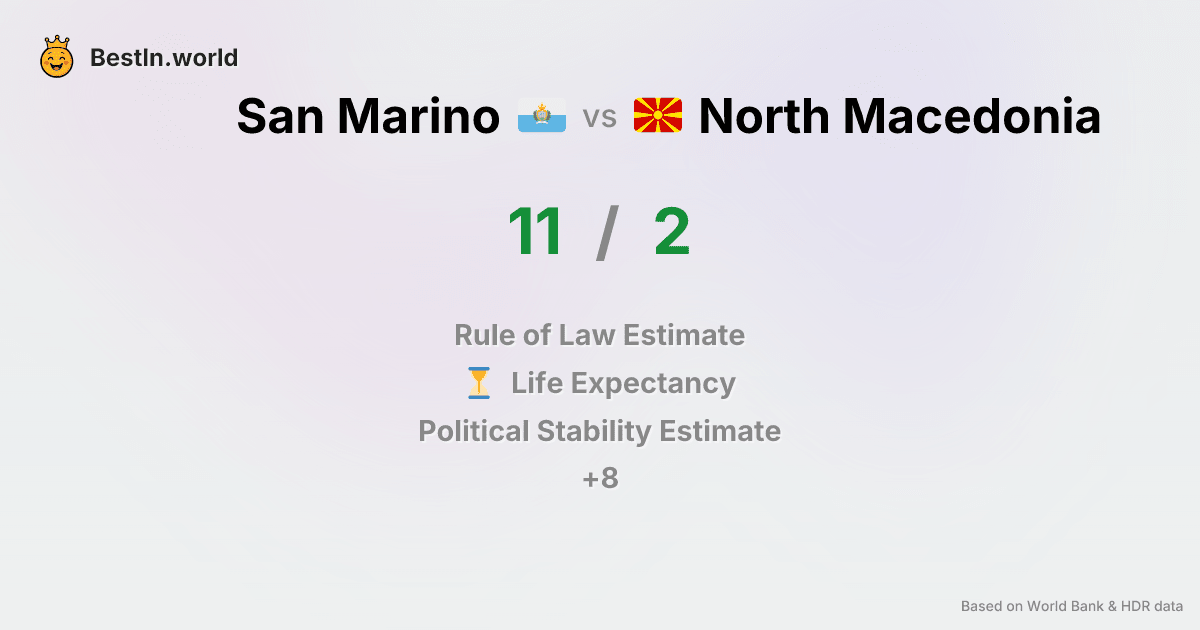 BestIn.world
San Marino vs North Macedonia
11 / 2
Rule of Law Estimate
Life Expectancy
Political Stability Estimate
+8
Based on World Bank & HDR data